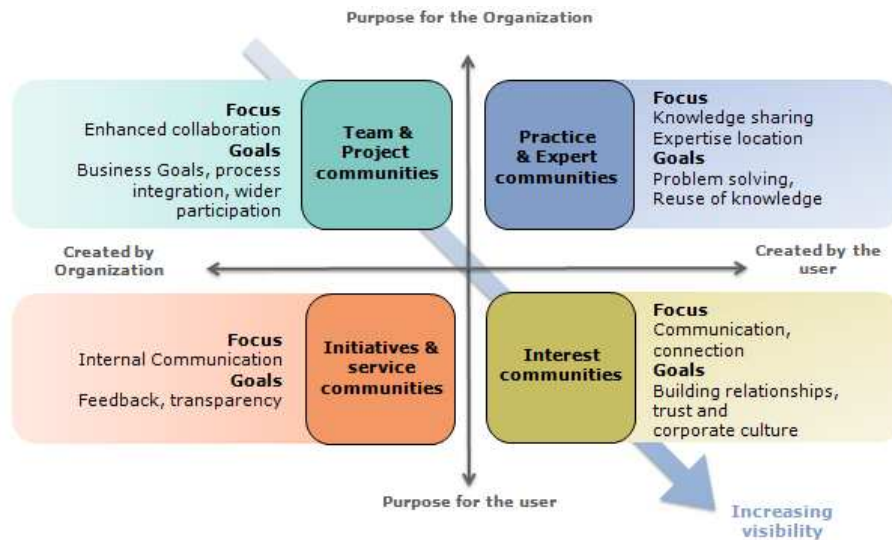 Purpose for the Organization
Focus
Enhanced collaboration
Goals
Business Goals, process
integration, wider
participation
Team &
Project
communities
Practice
& Expert
communities
Focus
Knowledge sharing
Expertise location
Goals
Problem solving,
Reuse of knowledge
Created by
Organization
Created by the
user
Focus
Internal Communication
Goals
Feedback, transparency
Initiatives &
service
communities
Interest
communities
Focus
Communication,
connection
Goals
Building relationships,
trust and
corporate culture
Purpose for the user
Increasing
visibility